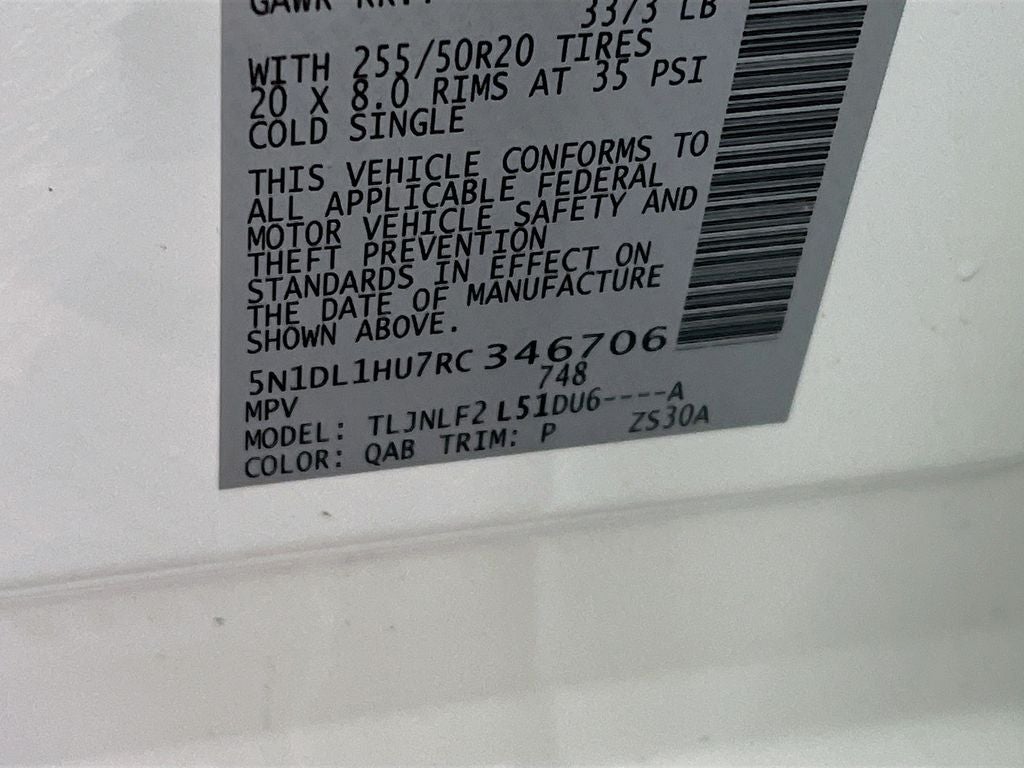 3373 LB
WITH 255/50R20 TIRES
20 X 8.0 RIMS AT 35 PSI
COLD SINGLE
THIS VEHICLE CONFORMS TO
ALL APPLICABLE FEDERAL
MOTOR VEHICLE SAFETY AND
THEFT PREVENTION
STANDARDS IN EFFECT ON
THE DATE OF MANUFACTURE
SHOWN ABOVE.
5N1DL1HU7RC 346706
MPV 748
MODEL: TLJNLF2 L51DU6----A
COLOR: QAB TRIM: P ZS30A